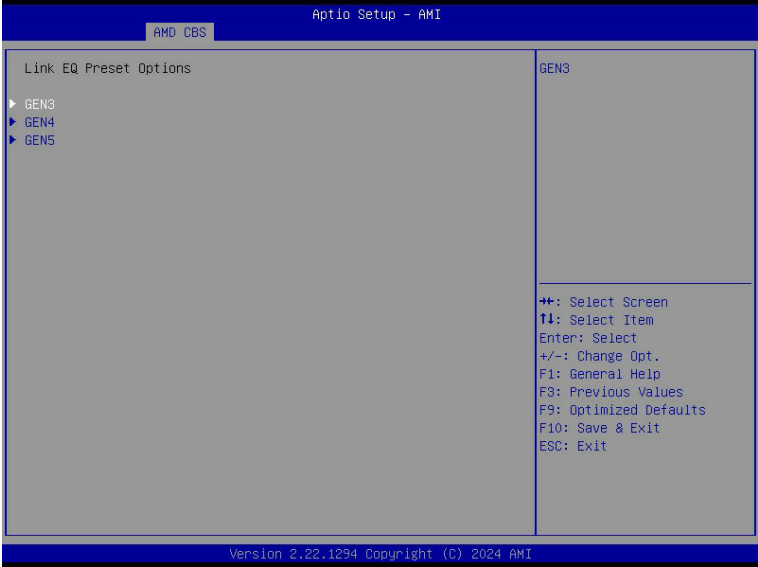 Aptio Setup - AMI
AMD CBS
Link EQ Preset Options
GEN3
GEN4
GEN5
GEN3
→←: Select Screen
↑↓: Select Item
Enter: Select
+/-: Change Opt.
F1: General Help
F3: Previous Values
F9: Optimized Defaults
F10: Save & Exit
ESC: Exit
Version 2.22.1294 Copyright (C) 2024 AMI